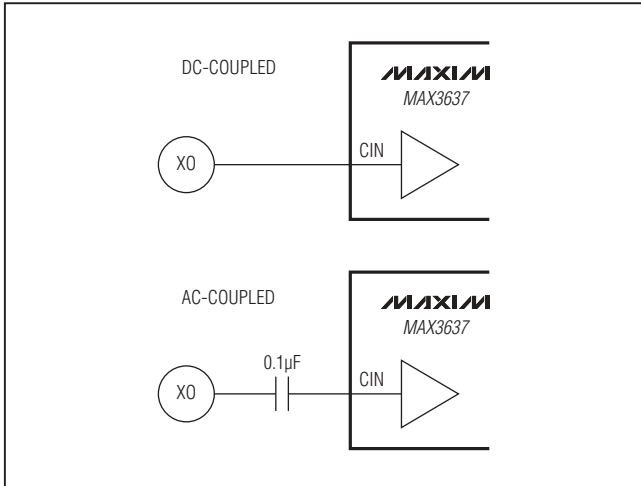 DC-COUPLED
MAXIM
MAX3637
XO
CIN
AC-COUPLED
MAXIM
MAX3637
0.1µF
XO
CIN